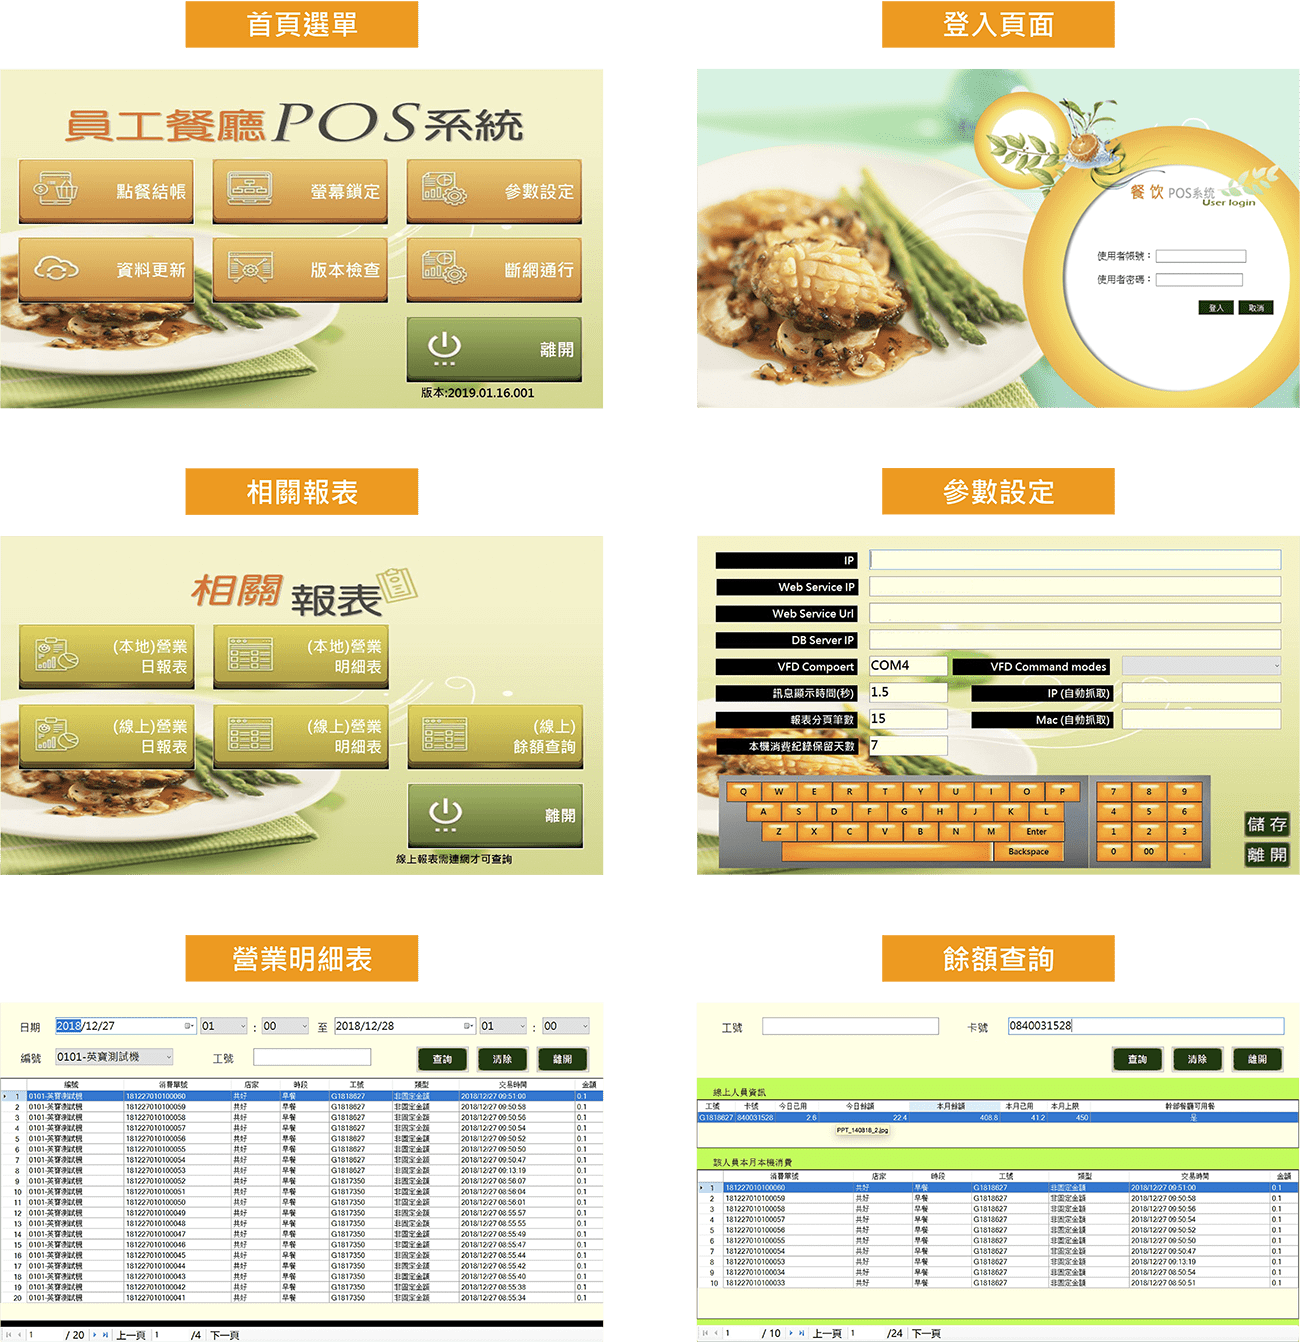 首頁選單
登入頁面
員工餐廳POS系統
點餐結帳
螢幕鎖定
參數設定
資料更新
版本檢查
斷網通行
離開
版本:2019.01.16.001
餐饮 POS系统
User login
使用者帳號：
使用者密碼：
登入 取消
相關報表
參數設定
相關報表
(本地)營業
日報表
(本地)營業
明細表
(線上)營業
日報表
(線上)營業
明細表
(線上)
餘額查詢
離開
線上報表需連網才可查詢
IP
Web Service IP
Web Service Url
DB Server IP
VFD Compoert COM4 VFD Command modes
訊息顯示時間(秒) 1.5 IP (自動抓取)
報表分頁筆數 15 Mac (自動抓取)
本機消費紀錄保留天數 7
Q W E R T Y U I O P 7 8 9
A S D F G H J K L 4 5 6
Z X C V B N M Enter 1 2 3
Backspace 0 00 .
儲存
離開
營業明細表
餘額查詢
日期 2018/12/27 01 : 00 至 2018/12/28 01 : 00
編號 0101-英寶測試機 工號 查詢 清除 離開
編號 消費單號 店家 時段 工號 類型 交易時間 金額
1 0101-英寶測試機 181227010100060 共好 早餐 G1818627 非固定金額 2018/12/27 09:51:00 0.1
2 0101-英寶測試機 181227010100059 共好 早餐 G1818627 非固定金額 2018/12/27 09:50:58 0.1
3 0101-英寶測試機 181227010100058 共好 早餐 G1818627 非固定金額 2018/12/27 09:50:56 0.1
4 0101-英寶測試機 181227010100057 共好 早餐 G1818627 非固定金額 2018/12/27 09:50:54 0.1
5 0101-英寶測試機 181227010100056 共好 早餐 G1818627 非固定金額 2018/12/27 09:50:52 0.1
6 0101-英寶測試機 181227010100055 共好 早餐 G1818627 非固定金額 2018/12/27 09:50:50 0.1
7 0101-英寶測試機 181227010100054 共好 早餐 G1818627 非固定金額 2018/12/27 09:50:47 0.1
8 0101-英寶測試機 181227010100053 共好 早餐 G1818627 非固定金額 2018/12/27 09:13:19 0.1
9 0101-英寶測試機 181227010100052 共好 早餐 G1817350 非固定金額 2018/12/27 08:56:07 0.1
10 0101-英寶測試機 181227010100051 共好 早餐 G1817350 非固定金額 2018/12/27 08:56:04 0.1
11 0101-英寶測試機 181227010100050 共好 早餐 G1817350 非固定金額 2018/12/27 08:56:01 0.1
12 0101-英寶測試機 181227010100049 共好 早餐 G1817350 非固定金額 2018/12/27 08:55:57 0.1
13 0101-英寶測試機 181227010100048 共好 早餐 G1817350 非固定金額 2018/12/27 08:55:55 0.1
14 0101-英寶測試機 181227010100047 共好 早餐 G1817350 非固定金額 2018/12/27 08:55:49 0.1
15 0101-英寶測試機 181227010100046 共好 早餐 G1817350 非固定金額 2018/12/27 08:55:47 0.1
16 0101-英寶測試機 181227010100045 共好 早餐 G1817350 非固定金額 2018/12/27 08:55:44 0.1
17 0101-英寶測試機 181227010100044 共好 早餐 G1817350 非固定金額 2018/12/27 08:55:42 0.1
18 0101-英寶測試機 181227010100043 共好 早餐 G1817350 非固定金額 2018/12/27 08:55:40 0.1
19 0101-英寶測試機 181227010100042 共好 早餐 G1817350 非固定金額 2018/12/27 08:55:38 0.1
20 0101-英寶測試機 181227010100041 共好 早餐 G1817350 非固定金額 2018/12/27 08:55:34 0.1
1 / 20 上一頁 1 /4 下一頁
工號 卡號 0840031528
查詢 清除 離開
線上人員資訊
工號 卡號 今日已用 今日餘額 本月餘額 本月已用 本月上限 幹部餐廳可用餐
G1818627 840031528 2.6 22.4 408.8 41.2 450 是
PPT_140818_2.jpg
該人員本月本機消費
消費單號 店家 時段 工號 類型 交易時間 金額
1 181227010100060 共好 早餐 G1818627 非固定金額 2018/12/27 09:51:00 0.1
2 181227010100059 共好 早餐 G1818627 非固定金額 2018/12/27 09:50:58 0.1
3 181227010100058 共好 早餐 G1818627 非固定金額 2018/12/27 09:50:56 0.1
4 181227010100057 共好 早餐 G1818627 非固定金額 2018/12/27 09:50:54 0.1
5 181227010100056 共好 早餐 G1818627 非固定金額 2018/12/27 09:50:52 0.1
6 181227010100055 共好 早餐 G1818627 非固定金額 2018/12/27 09:50:50 0.1
7 181227010100054 共好 早餐 G1818627 非固定金額 2018/12/27 09:50:47 0.1
8 181227010100053 共好 早餐 G1818627 非固定金額 2018/12/27 09:13:19 0.1
9 181227010100034 共好 早餐 G1818627 非固定金額 2018/12/27 08:50:54 0.1
10 181227010100033 共好 早餐 G1818627 非固定金額 2018/12/27 08:50:51 0.1
1 / 10 上一頁 1 /24 下一頁